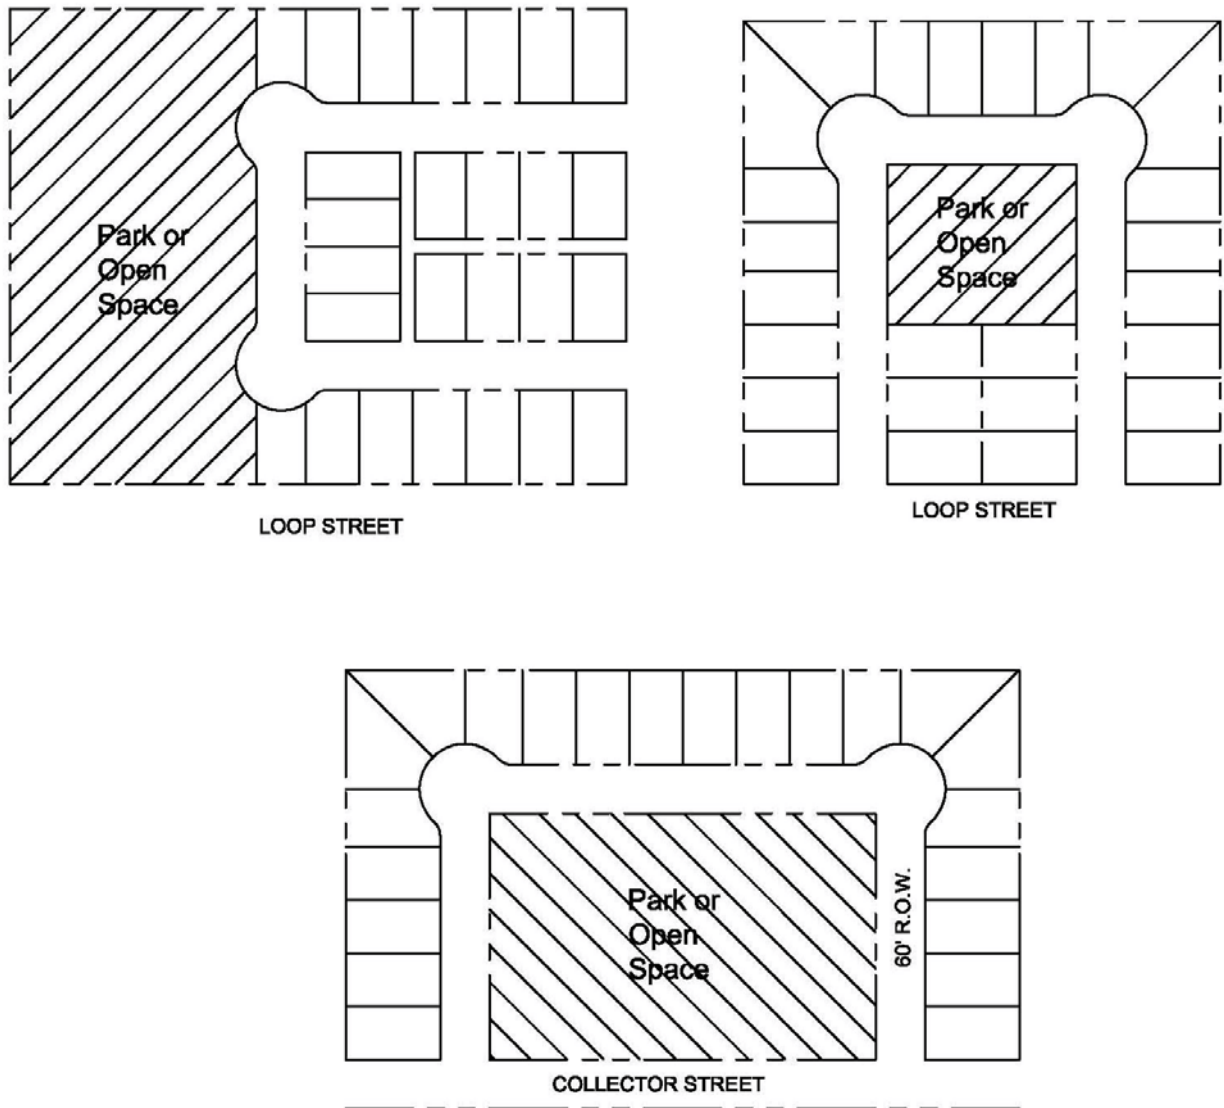 Park or
Open
Space
LOOP STREET
Park or
Open
Space
LOOP STREET
Park or
Open
Space
60' R.O.W.
COLLECTOR STREET